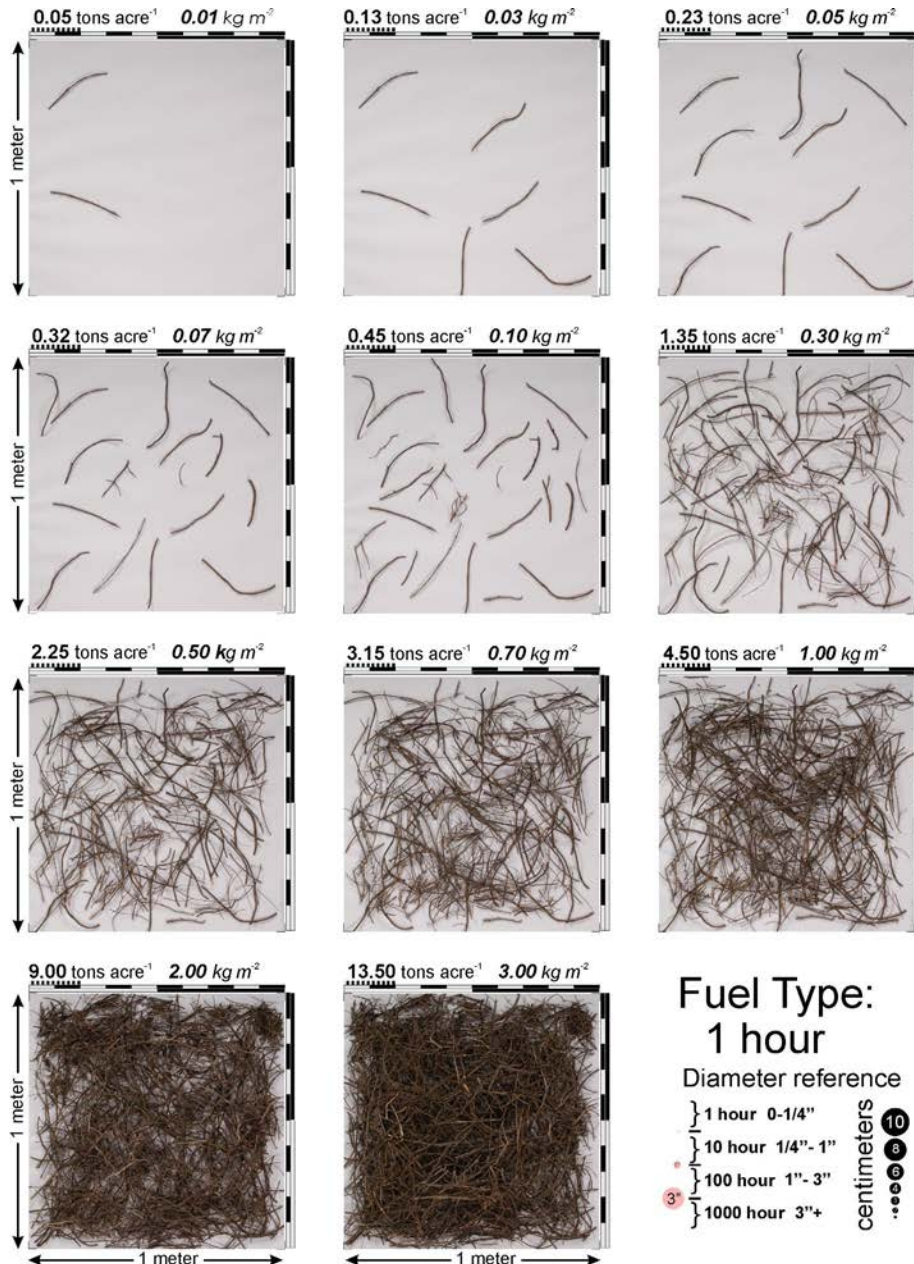 0.05 tons acre⁻¹ 0.01 kg m⁻²
0.13 tons acre⁻¹ 0.03 kg m⁻²
0.23 tons acre⁻¹ 0.05 kg m⁻²
1 meter
0.32 tons acre⁻¹ 0.07 kg m⁻²
0.45 tons acre⁻¹ 0.10 kg m⁻²
1.35 tons acre⁻¹ 0.30 kg m⁻²
1 meter
2.25 tons acre⁻¹ 0.50 kg m⁻²
3.15 tons acre⁻¹ 0.70 kg m⁻²
4.50 tons acre⁻¹ 1.00 kg m⁻²
1 meter
9.00 tons acre⁻¹ 2.00 kg m⁻²
13.50 tons acre⁻¹ 3.00 kg m⁻²
1 meter
1 meter
1 meter
Fuel Type:
1 hour
Diameter reference
1 hour 0-1/4”
10 hour 1/4”- 1”
100 hour 1”- 3”
1000 hour 3”+
3”
centimeters
10
8
6
4